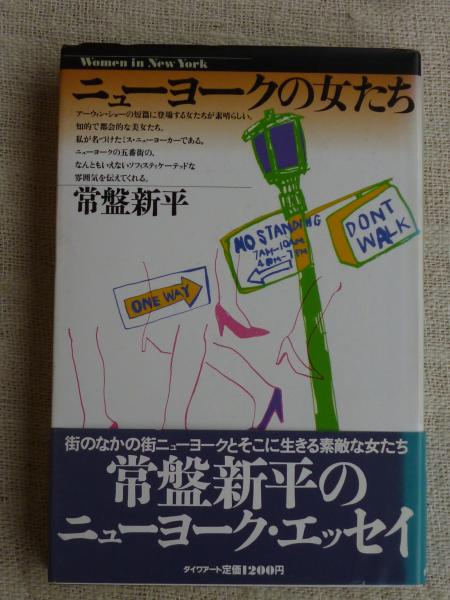 Women in New York
ニューヨークの女たち
アーウィン・ショーの短篇に登場する女たちが素晴らしい。
知的で都会的な美女たち。
私が名づけたミス・ニューヨーカーである。
ニューヨークの五番街の、
なんともいえないソフィスティケーテッドな
雰囲気を伝えてくれる。
常盤新平
NO STANDING
7AM-10AM
4PM-7PM
DONT
WALK
ONE WAY
街のなかの街ニューヨークとそこに生きる素敵な女たち
常盤新平の
ニューヨーク・エッセイ
ダイワアート定価1200円